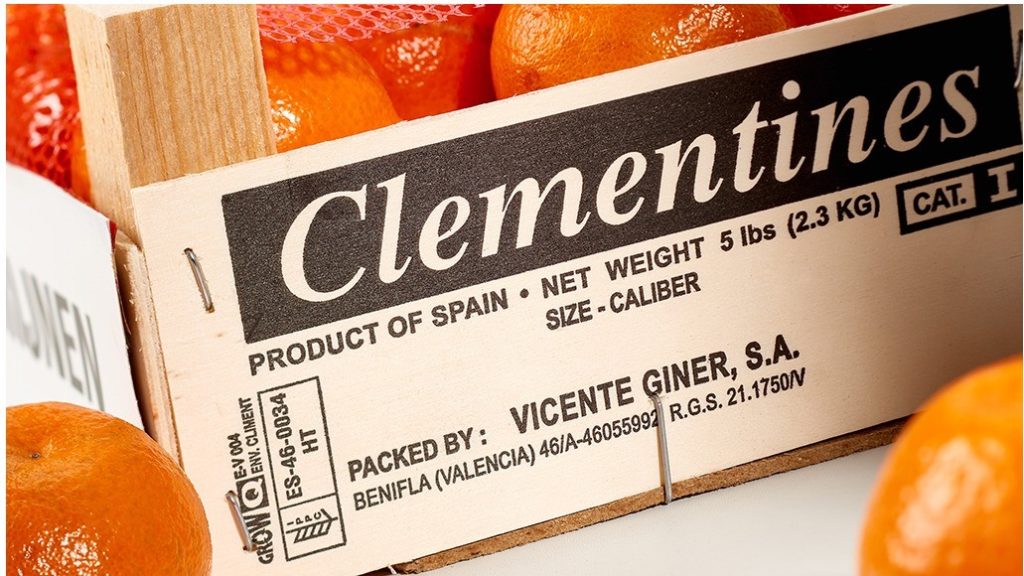 Clementines
PRODUCT OF SPAIN • NET WEIGHT 5 lbs (2.3 KG)
CAT. I
SIZE - CALIBER
PACKED BY: VICENTE GINER, S.A.
BENIFLA (VALENCIA) 46/A-46055992 R.G.S. 21.1750/V
GROW E-V 004
ENV. CLIMENT
ES-46-0034
HT
IPPC